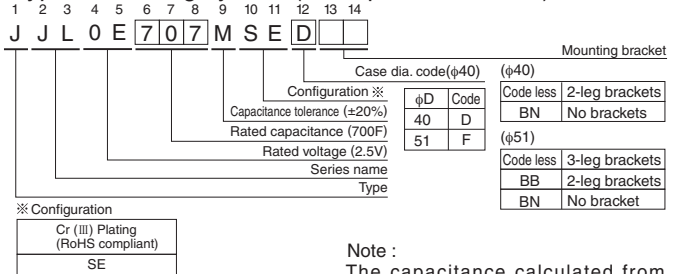 1 2 3 4 5 6 7 8 9 10 11 12 13 14
J J L 0 E 7 0 7 M S E D
Mounting bracket
Case dia. code(φ40)
Configuration ※
Capacitance tolerance (±20%)
Rated capacitance (700F)
Rated voltage (2.5V)
Series name
Type
φD Code
40 D
51 F
(φ40)
Code less 2-leg brackets
BN No brackets
(φ51)
Code less 3-leg brackets
BB 2-leg brackets
BN No bracket
※ Configuration
Cr (Ⅲ) Plating
(RoHS compliant)
SE
Note :
The capacitance calculated from